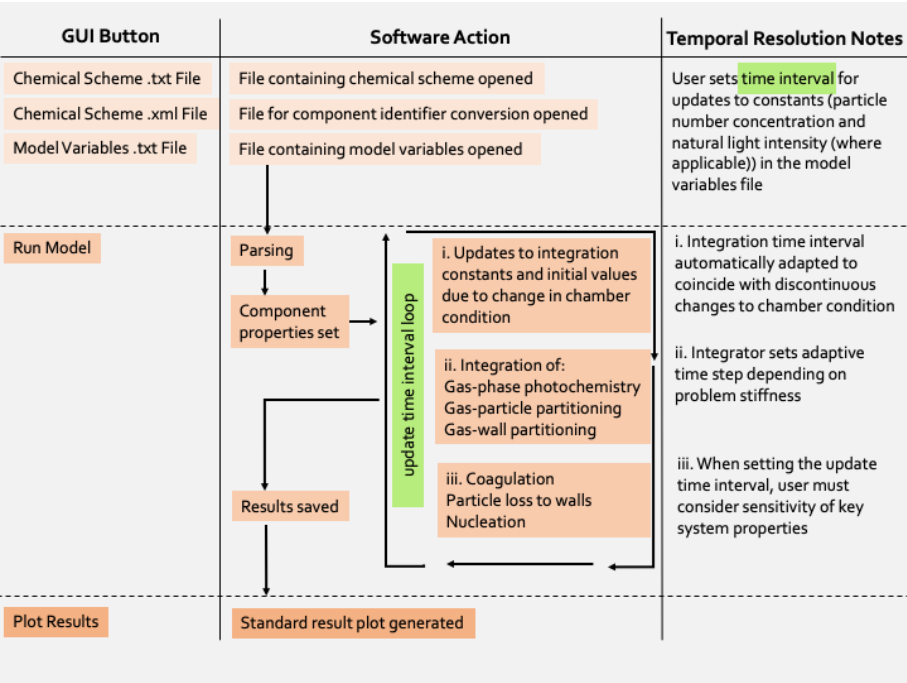 GUI Button
Software Action
Temporal Resolution Notes
Chemical Scheme .txt File
File containing chemical scheme opened
Chemical Scheme .xml File
File for component identifier conversion opened
Model Variables .txt File
File containing model variables opened
User sets time interval for
updates to constants (particle
number concentration and
natural light intensity (where
applicable)) in the model
variables file
Run Model
Parsing
Component
properties set
update time interval loop
i. Updates to integration
constants and initial values
due to change in chamber
condition
ii. Integration of:
Gas-phase photochemistry
Gas-particle partitioning
Gas-wall partitioning
iii. Coagulation
Particle loss to walls
Nucleation
Results saved
i. Integration time interval
automatically adapted to
coincide with discontinuous
changes to chamber condition
ii. Integrator sets adaptive
time step depending on
problem stiffness
iii. When setting the update
time interval, user must
consider sensitivity of key
system properties
Plot Results
Standard result plot generated